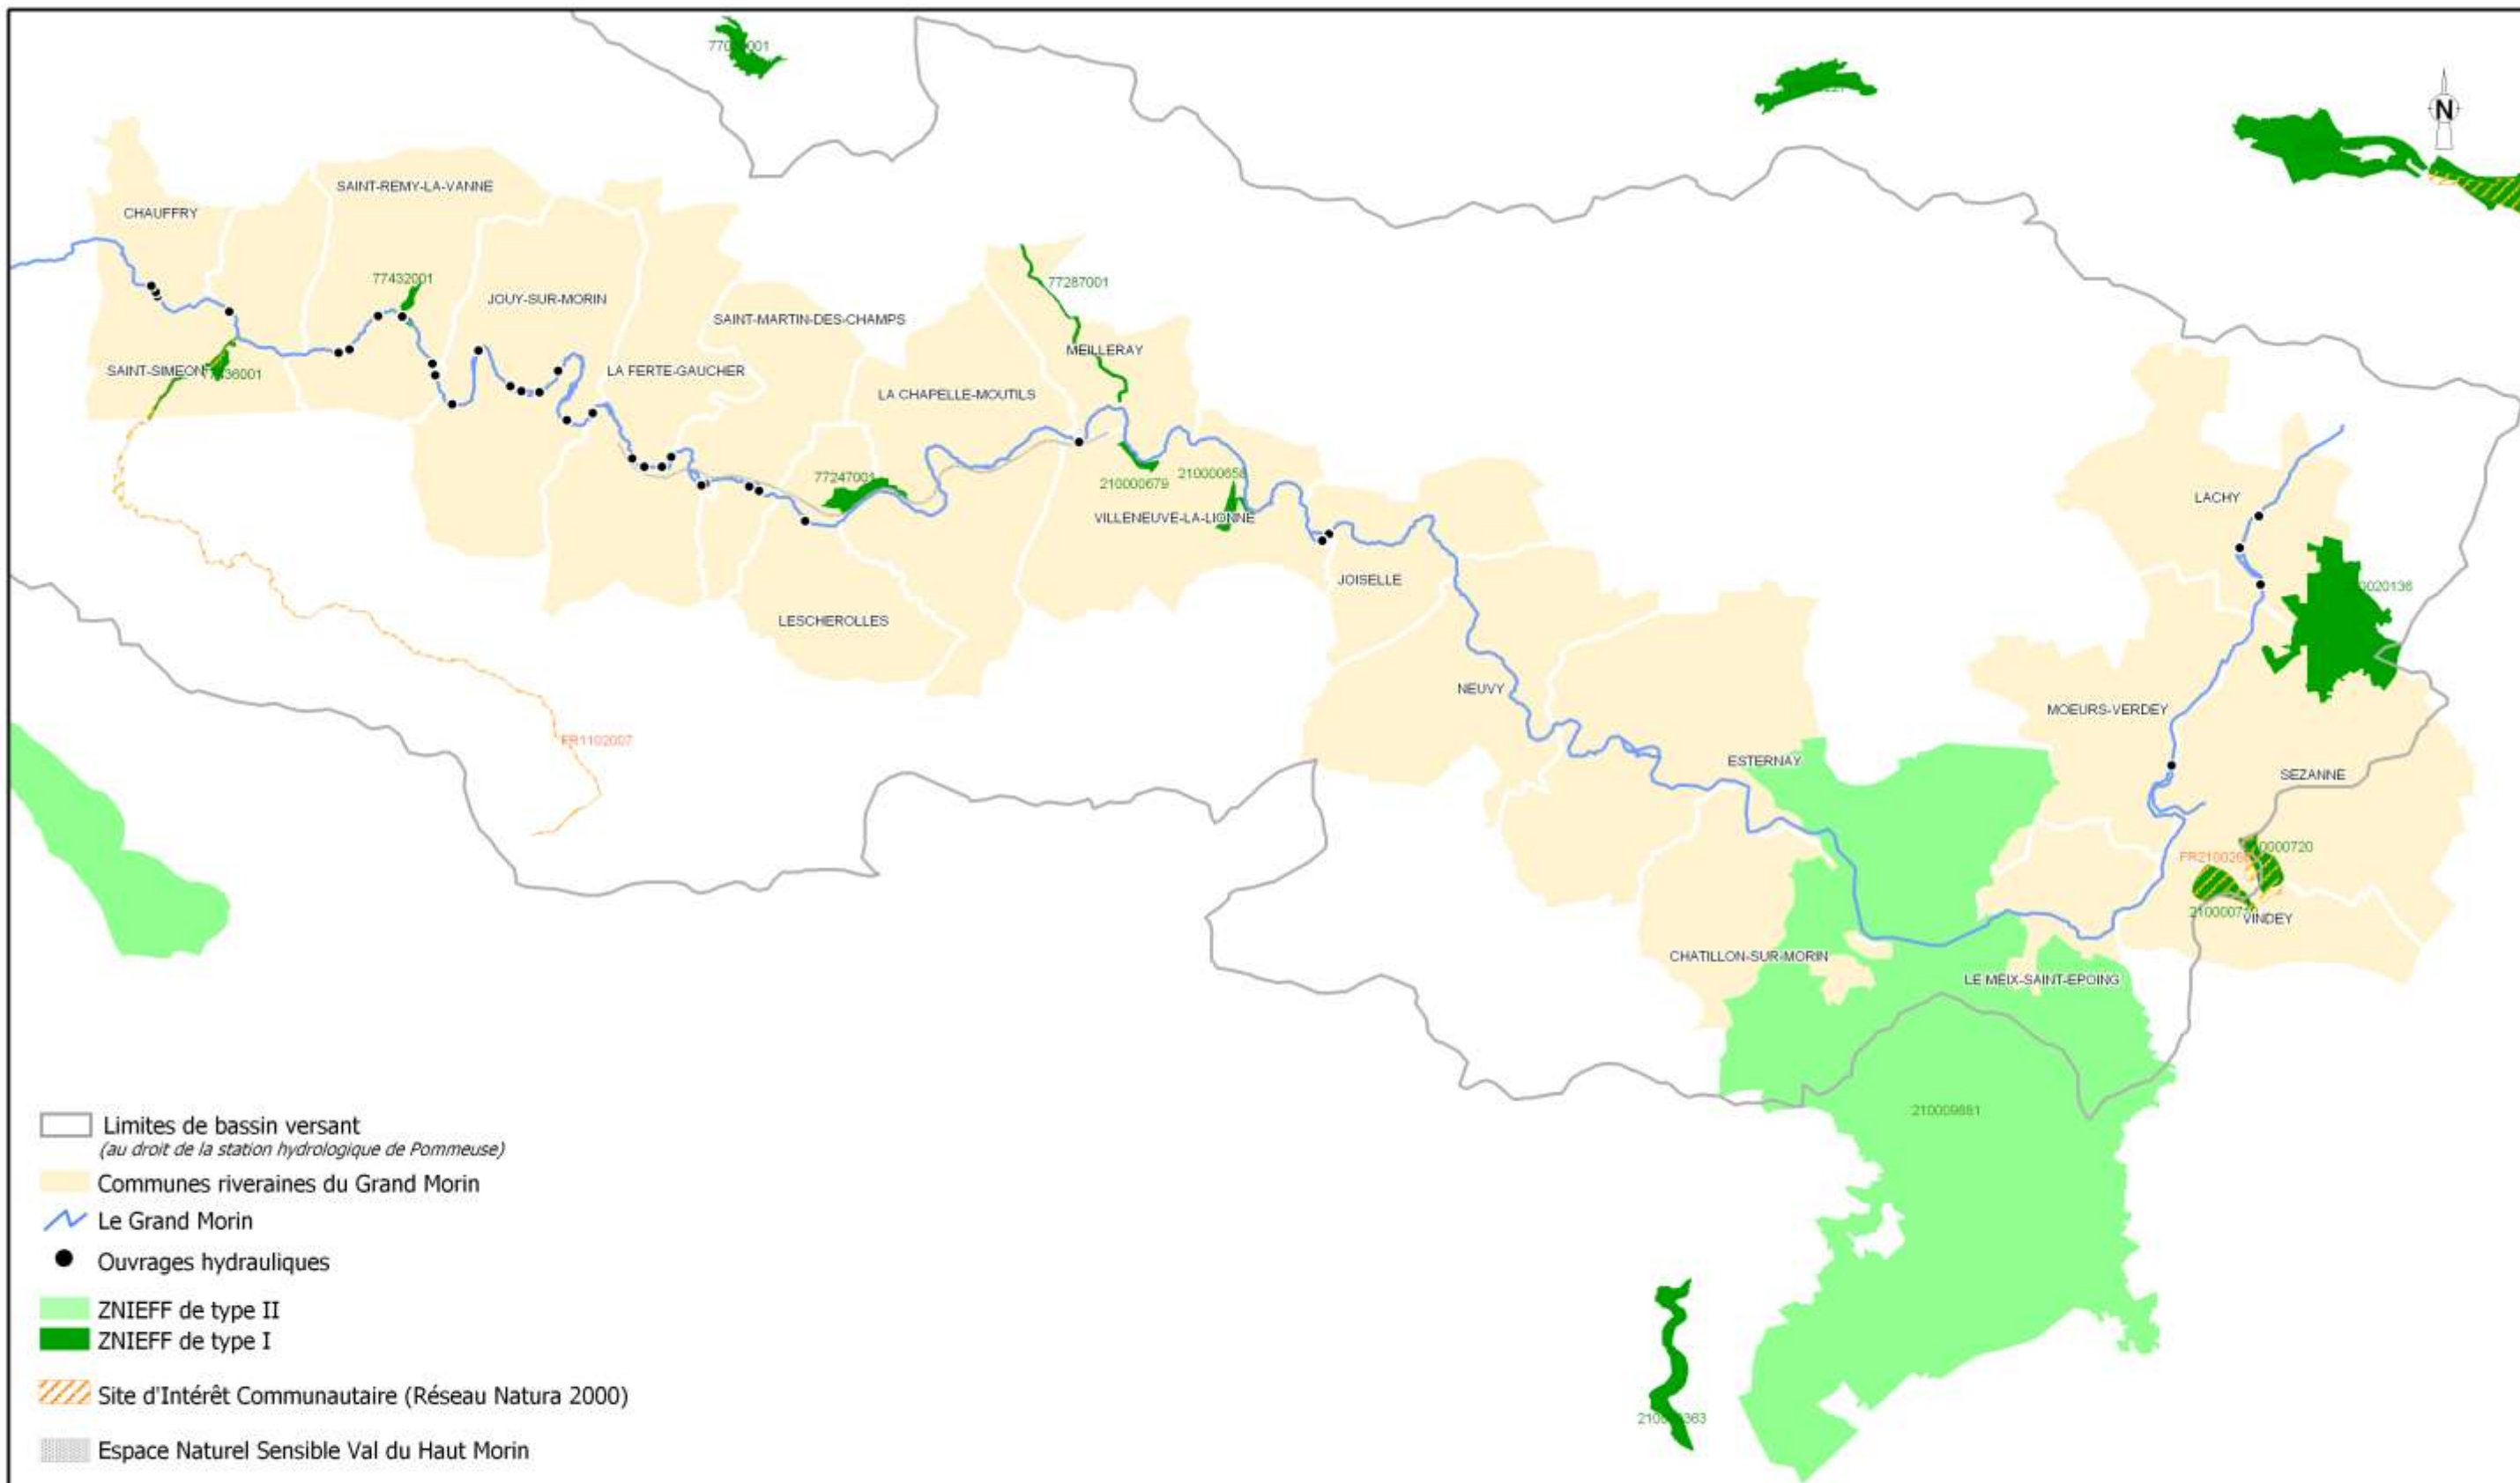 N
SAINT-REMY-LA-VANNE
CHAUFFRY
77432001
77287001
JOUY-SUR-MORIN
SAINT-MARTIN-DES-CHAMPS
MEILLERAY
SAINT-SIMEON
LA FERTE-GAUCHER
LA CHAPELLE-MOUTILS
77247001
210000679
VILLENEUVE-LA-LIONNE
LACHY
JOISELLE
LESCHEROLLES
NEUVY
MOEURS-VERDEY
FR1102007
ESTERNAY
SEZANNE
VINDEY
CHATILLON-SUR-MORIN
LE MEIX-SAINT-EPOING
210009881
Limites de bassin versant
(au droit de la station hydrologique de Pommeuse)
Communes riveraines du Grand Morin
Le Grand Morin
Ouvrages hydrauliques
ZNIEFF de type II
ZNIEFF de type I
Site d'Intérêt Communautaire (Réseau Natura 2000)
Espace Naturel Sensible Val du Haut Morin